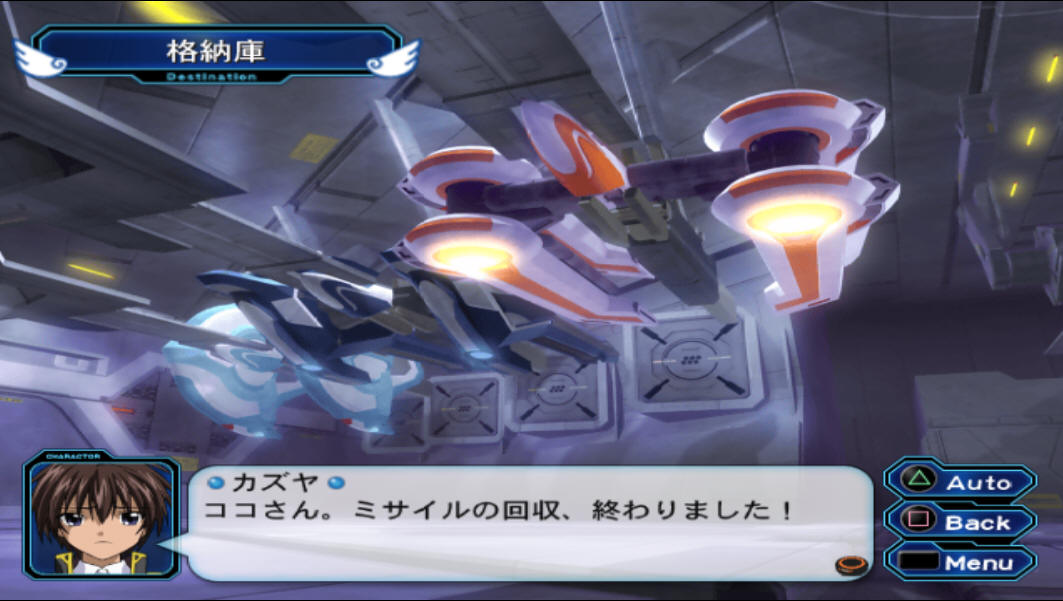 格納庫
Destination
CHARACTOR
カズヤ
ココさん。ミサイルの回収、終わりました！
Auto
Back
Menu